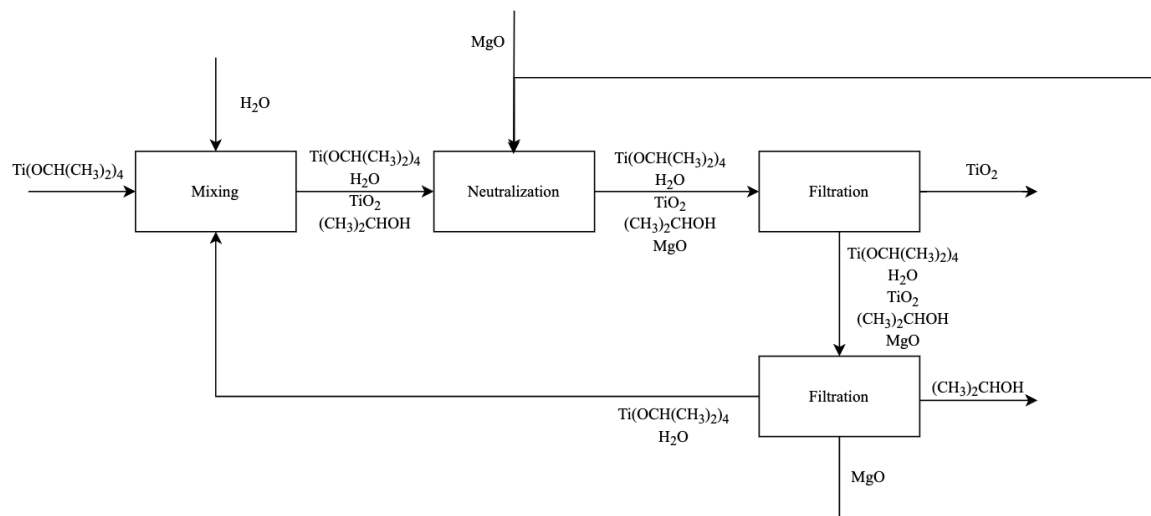 MgO
H₂O
Ti(OCH(CH₃)₂)₄
Mixing
Ti(OCH(CH₃)₂)₄
H₂O
TiO₂
(CH₃)₂CHOH
Neutralization
Ti(OCH(CH₃)₂)₄
H₂O
TiO₂
(CH₃)₂CHOH
MgO
Filtration
TiO₂
Ti(OCH(CH₃)₂)₄
H₂O
TiO₂
(CH₃)₂CHOH
MgO
Filtration
(CH₃)₂CHOH
Ti(OCH(CH₃)₂)₄
H₂O
MgO